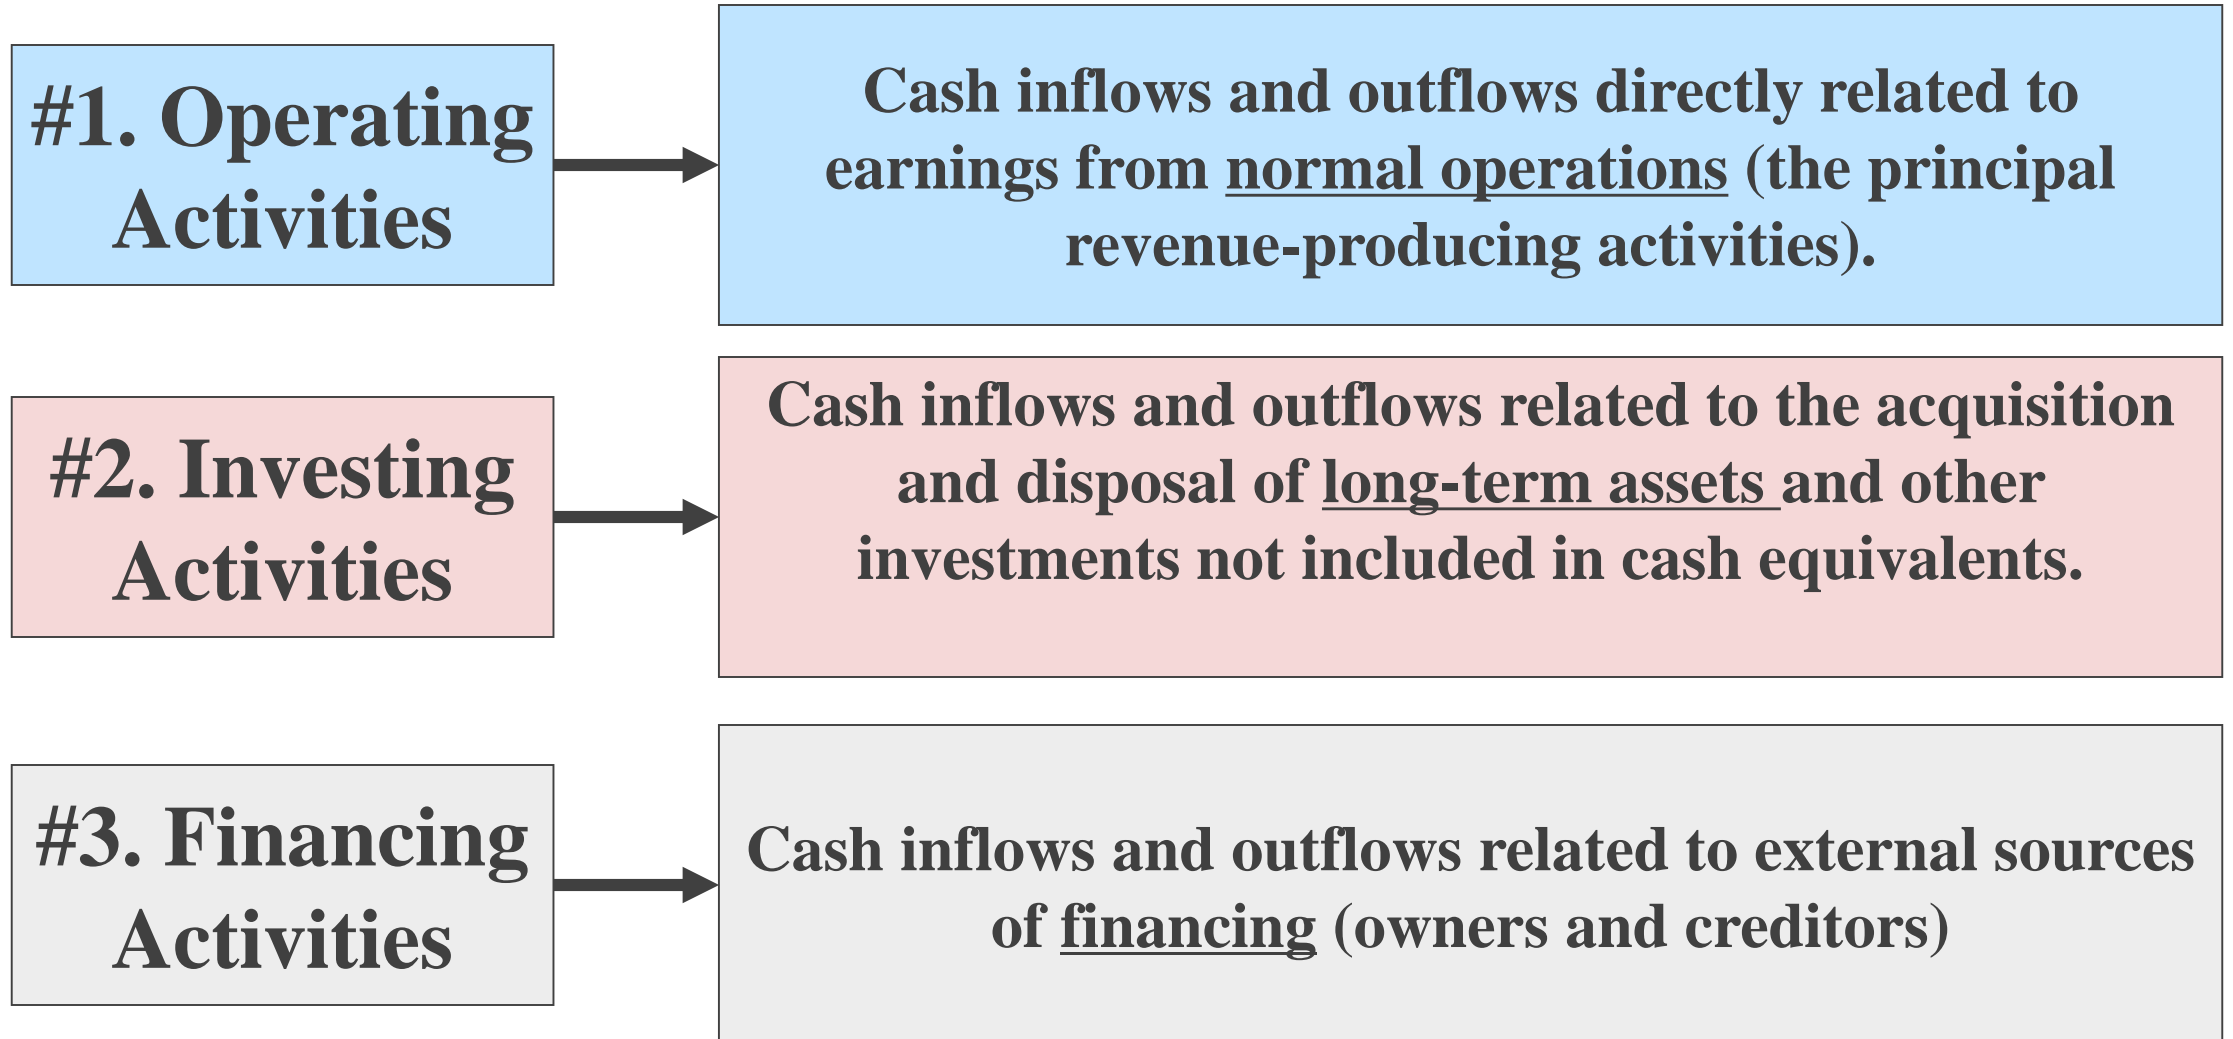 #1. Operating
Activities
Cash inflows and outflows directly related to
earnings from normal operations (the principal
revenue-producing activities).
#2. Investing
Activities
Cash inflows and outflows related to the acquisition
and disposal of long-term assets and other
investments not included in cash equivalents.
#3. Financing
Activities
Cash inflows and outflows related to external sources
of financing (owners and creditors)